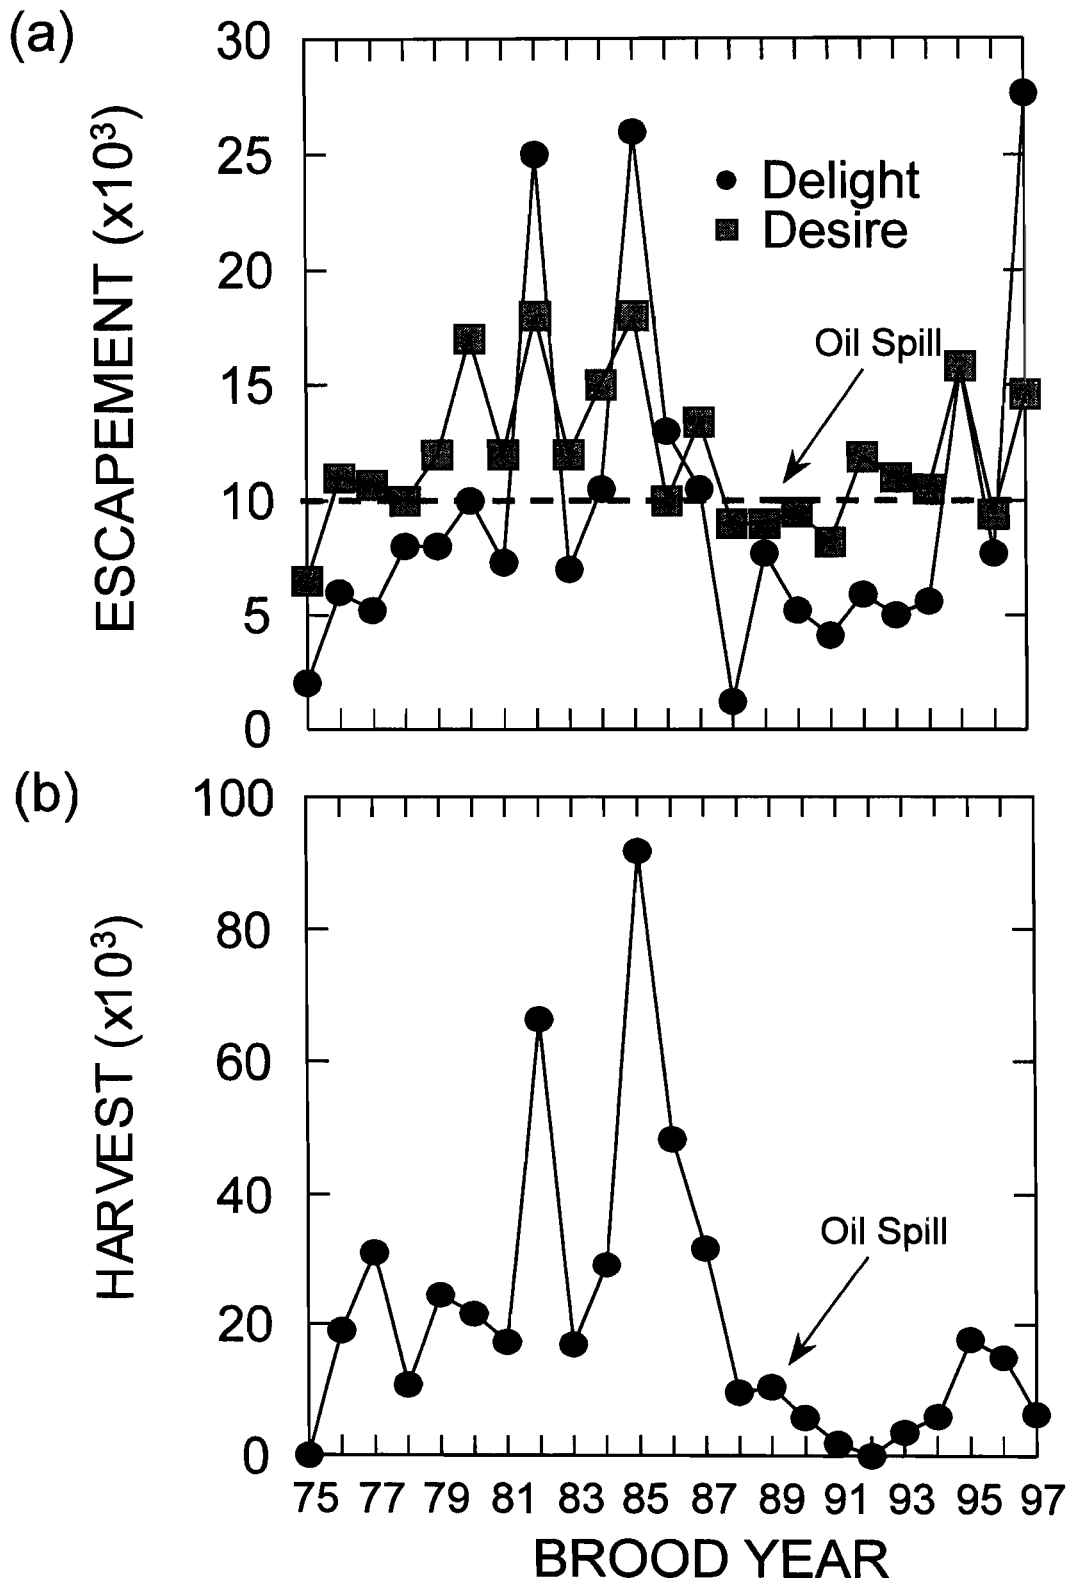 (a)
ESCAPEMENT (x10³)
30
25
20
15
10
5
0
Delight
Desire
Oil Spill
(b)
HARVEST (x10³)
100
80
60
40
20
0
Oil Spill
75 77 79 81 83 85 87 89 91 93 95 97
BROOD YEAR